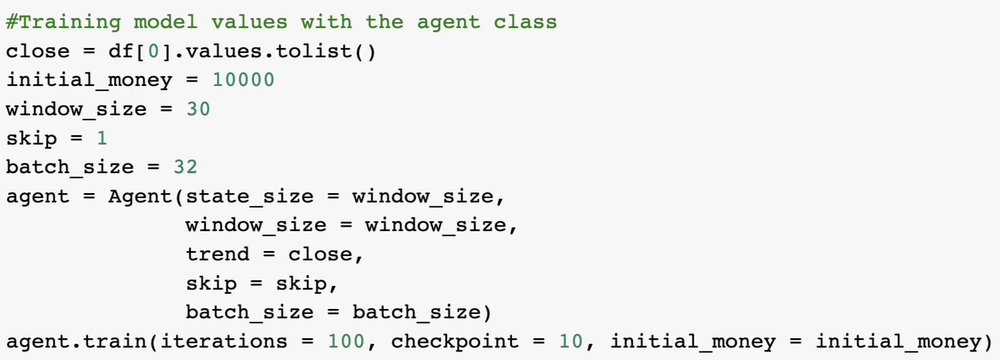 #Training model values with the agent class
close = df[0].values.tolist()
initial_money = 10000
window_size = 30
skip = 1
batch_size = 32
agent = Agent(state_size = window_size,
              window_size = window_size,
              trend = close,
              skip = skip,
              batch_size = batch_size)
agent.train(iterations = 100, checkpoint = 10, initial_money = initial_money)